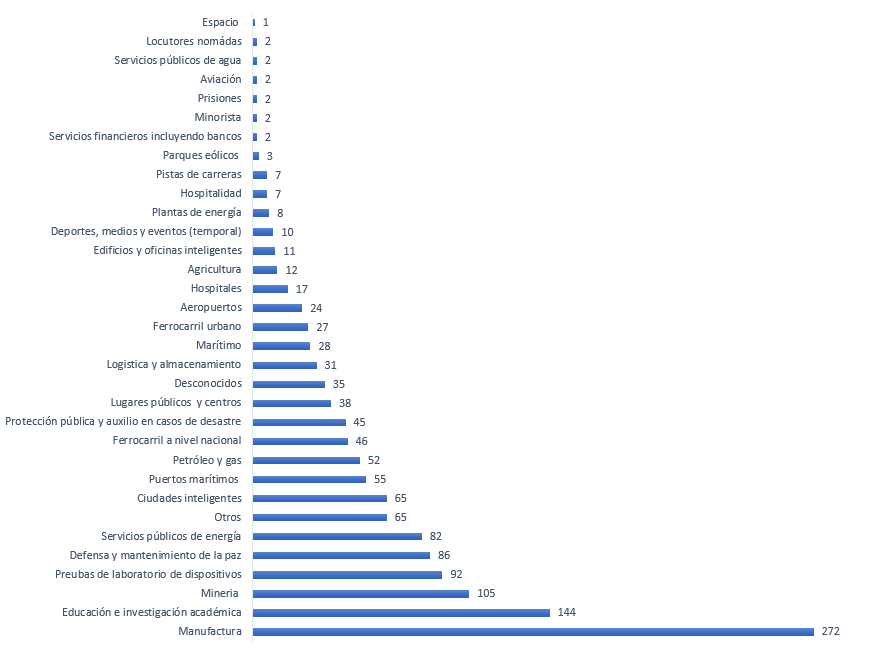 Espacio 1
Locutores nomádas 2
Servicios públicos de agua 2
Aviación 2
Prisiones 2
Minorista 2
Servicios financieros incluyendo bancos 2
Parques eólicos 3
Pistas de carreras 7
Hospitalidad 7
Plantas de energía 8
Deportes, medios y eventos (temporal) 10
Edificios y oficinas inteligentes 11
Agricultura 12
Hospitales 17
Aeropuertos 24
Ferrocarril urbano 27
Marítimo 28
Logistica y almacenamiento 31
Desconocidos 35
Lugares públicos y centros 38
Protección pública y auxilio en casos de desastre 45
Ferrocarril a nivel nacional 46
Petróleo y gas 52
Puertos marítimos 55
Ciudades inteligentes 65
Otros 65
Servicios públicos de energía 82
Defensa y mantenimiento de la paz 86
Preubas de laboratorio de dispositivos 92
Mineria 105
Educación e investigación académica 144
Manufactura 272